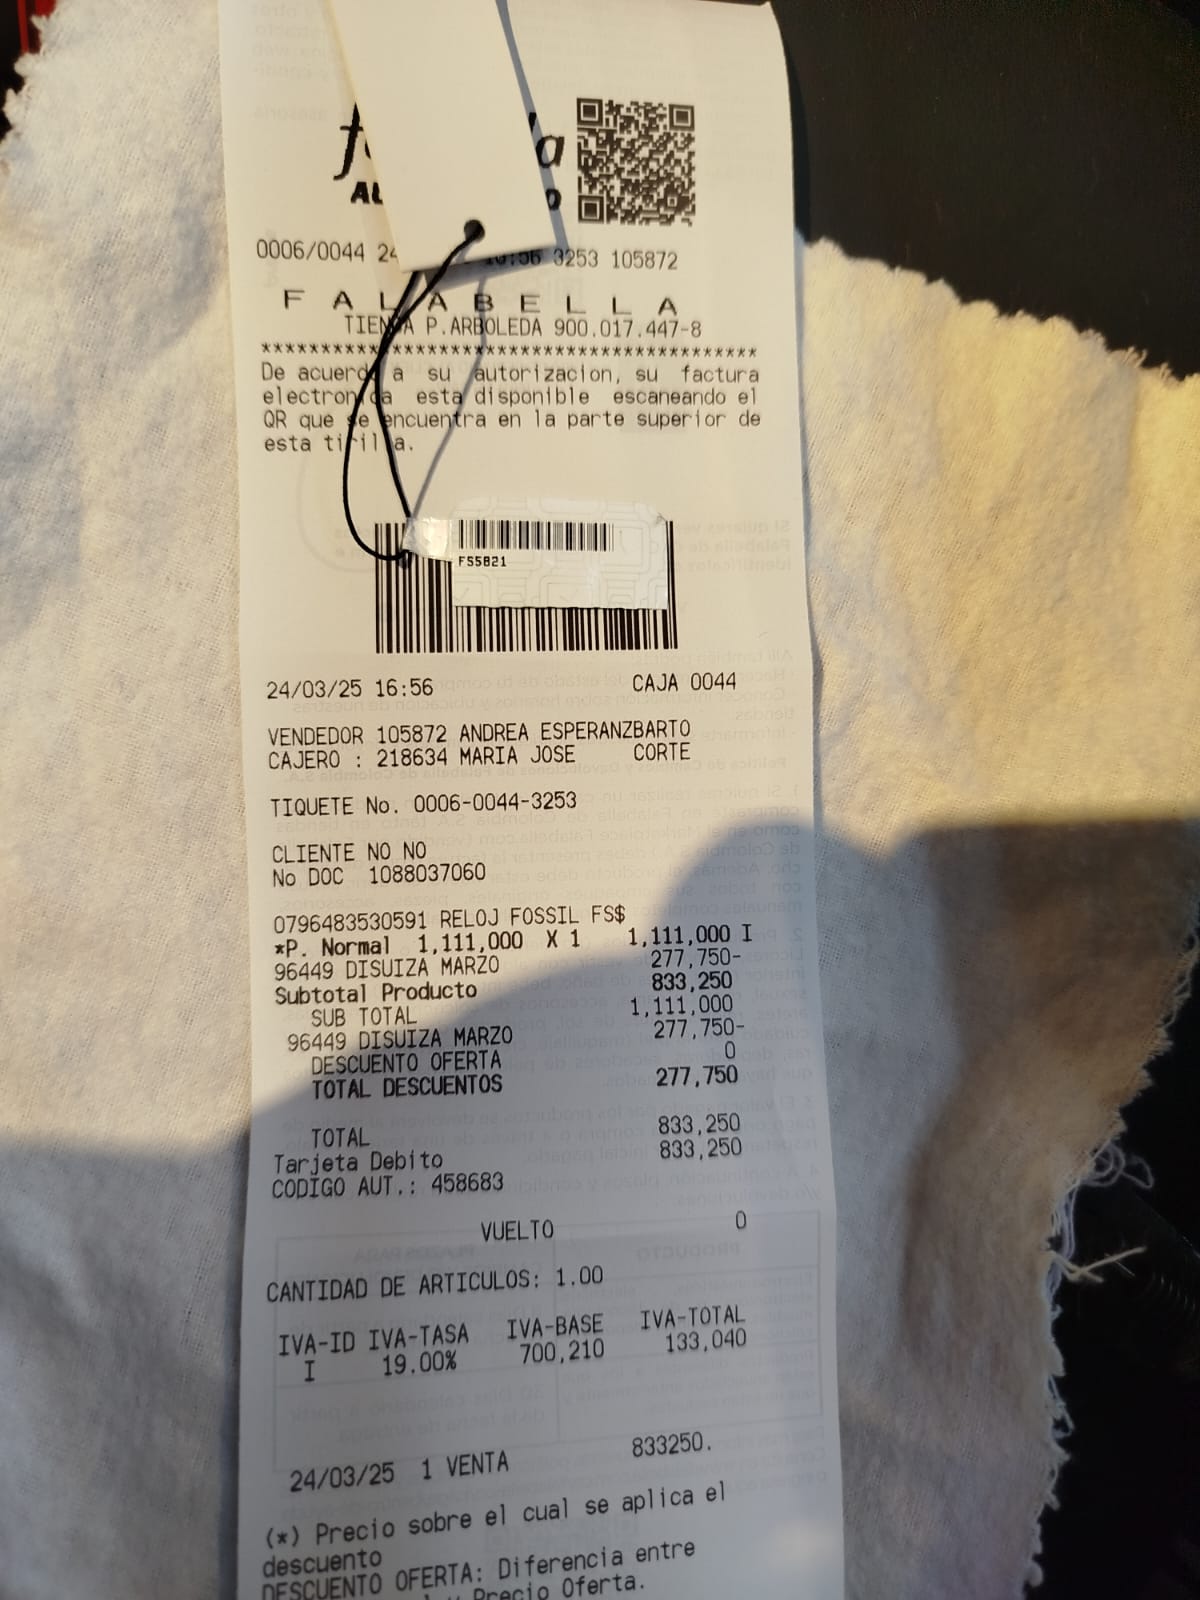 0006/0044 24 16:56 3253 105872
FALABELLA
TIENDA P.ARBOLEDA 900.017.447-8
******************************************
De acuerdo a su autorizacion, su factura
electronica esta disponible escaneando el
QR que se encuentra en la parte superior de
esta tirilla.
FS5821
24/03/25 16:56 CAJA 0044
VENDEDOR 105872 ANDREA ESPERANZBARTO
CAJERO : 218634 MARIA JOSE CORTE
TIQUETE No. 0006-0044-3253
CLIENTE NO NO
No DOC 1088037060
0796483530591 RELOJ FOSSIL FS$
*P. Normal 1,111,000 X 1 1,111,000 I
96449 DISUIZA MARZO 277,750-
Subtotal Producto 833,250
SUB TOTAL 1,111,000
96449 DISUIZA MARZO 277,750-
DESCUENTO OFERTA 0
TOTAL DESCUENTOS 277,750
TOTAL 833,250
Tarjeta Debito 833,250
CODIGO AUT.: 458683
VUELTO 0
CANTIDAD DE ARTICULOS: 1.00
IVA-ID IVA-TASA IVA-BASE IVA-TOTAL
I 19.00% 700,210 133,040
24/03/25 1 VENTA 833250.
(*) Precio sobre el cual se aplica el
descuento
DESCUENTO OFERTA: Diferencia entre
y Precio Oferta.